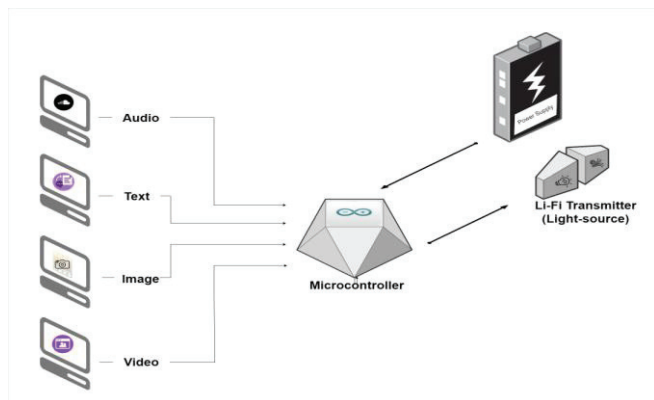 Audio
Text
Image
Video
Microcontroller
Power Supply
Li-Fi Transmitter
(Light-source)